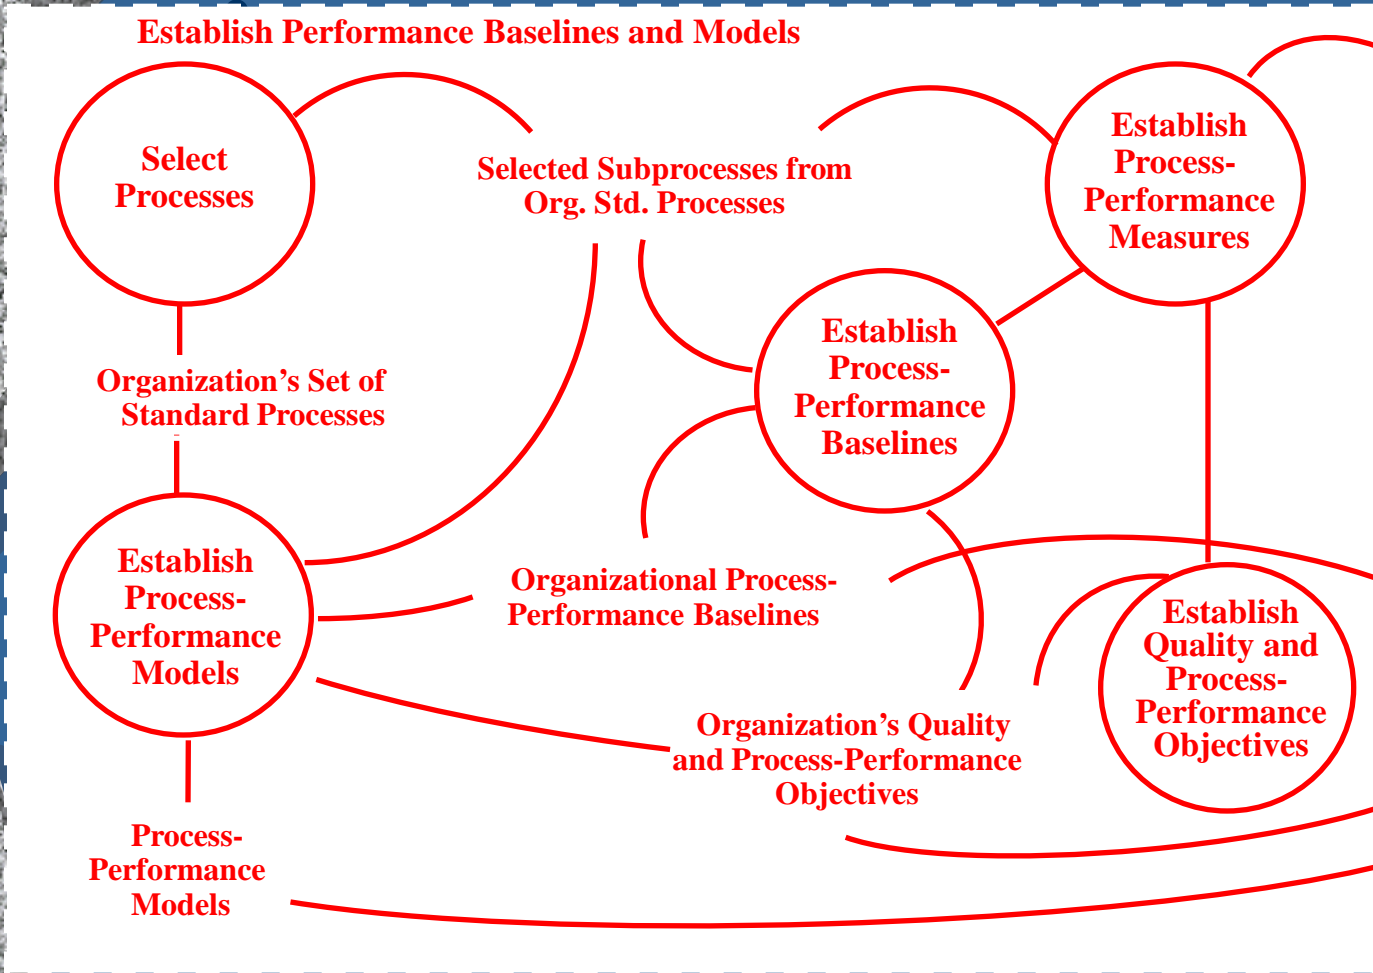 Establish Performance Baselines and Models
Select
Processes
Selected Subprocesses from
Org. Std. Processes
Establish
Process-
Performance
Measures
Establish
Process-
Performance
Baselines
Organization’s Set of
Standard Processes
Establish
Process-
Performance
Models
Organizational Process-
Performance Baselines
Establish
Quality and
Process-
Performance
Objectives
Organization’s Quality
and Process-Performance
Objectives
Process-
Performance
Models